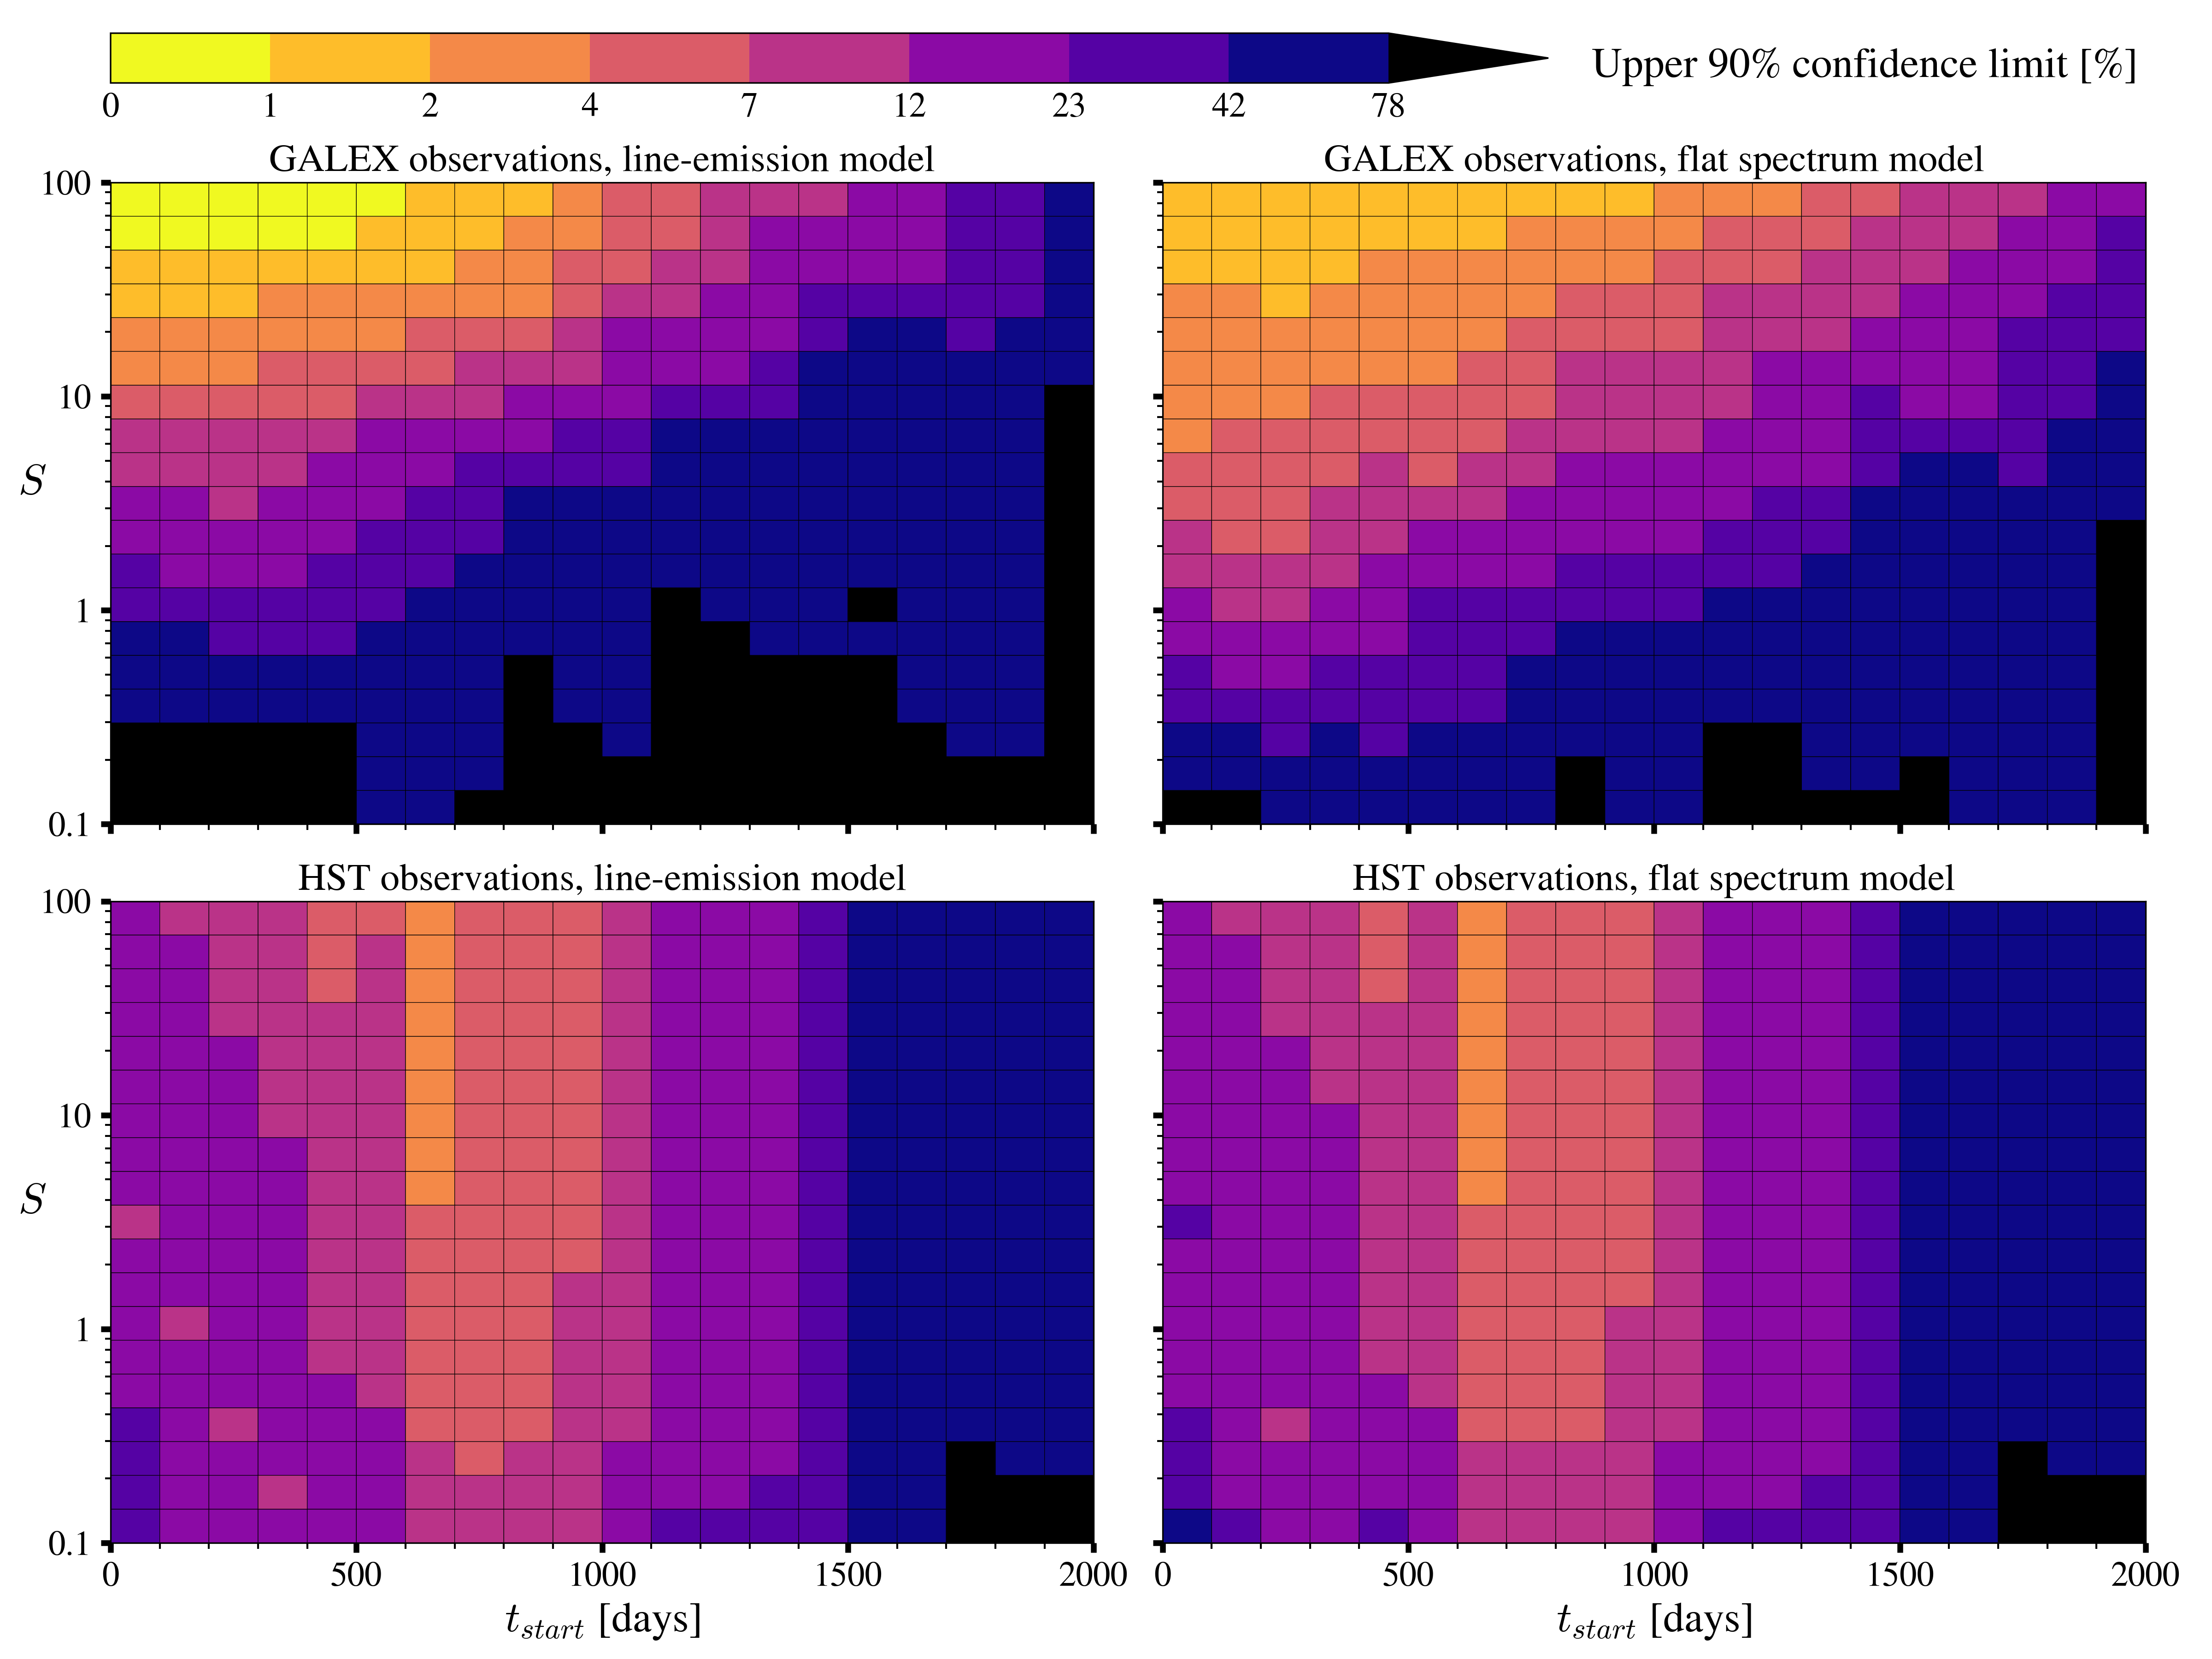 Upper 90% confidence limit [%]
0 1 2 4 7 12 23 42 78
GALEX observations, line-emission model
GALEX observations, flat spectrum model
100
10
S
1
0.1
HST observations, line-emission model
HST observations, flat spectrum model
100
10
S
1
0.1
0 500 1000 1500 2000
0 500 1000 1500 2000
t_start [days]
t_start [days]